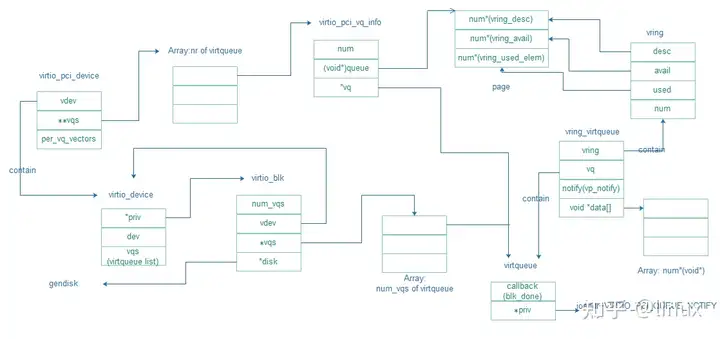 virtio_pci_vq_info
num
(void*)queue
*vq
Array:nr of virtqueue
num*(vring_desc)
num*(vring_avail)
num*(vring_used_elem)
page
vring
desc
avail
used
num
virtio_pci_device
vdev
**vqs
per_vq_vectors
contain
vring_virtqueue
vring
vq
notify(vp_notify)
void *data[]
contain
contain
Array: num*(void*)
virtio_device
*priv
dev
vqs
(virtqueue list)
virtio_blk
num_vqs
vdev
*vqs
*disk
gendisk
Array:
num_vqs of virtqueue
virtqueue
callback
(blk_done)
*priv
知乎 @linux